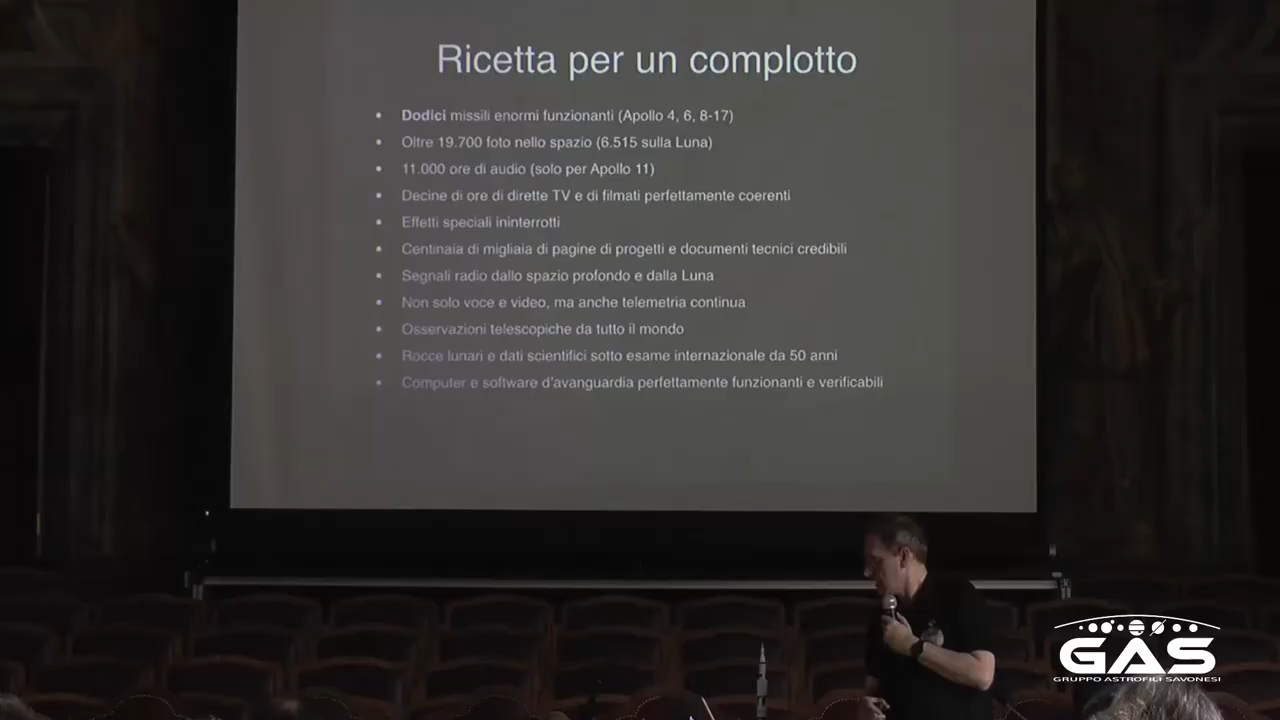 Ricetta per un complotto
• Dodici missili enormi funzionanti (Apollo 4, 6, 8-17)
• Oltre 19.700 foto nello spazio (6.515 sulla Luna)
• 11.000 ore di audio (solo per Apollo 11)
• Decine di ore di dirette TV e di filmati perfettamente coerenti
• Effetti speciali ininterrotti
• Centinaia di migliaia di pagine di progetti e documenti tecnici credibili
• Segnali radio dallo spazio profondo e dalla Luna
• Non solo voce e video, ma anche telemetria continua
• Osservazioni telescopiche da tutto il mondo
• Rocce lunari e dati scientifici sotto esame internazionale da 50 anni
• Computer e software d'avanguardia perfettamente funzionanti e verificabili
GAS
GRUPPO ASTROFILI SAVONESI